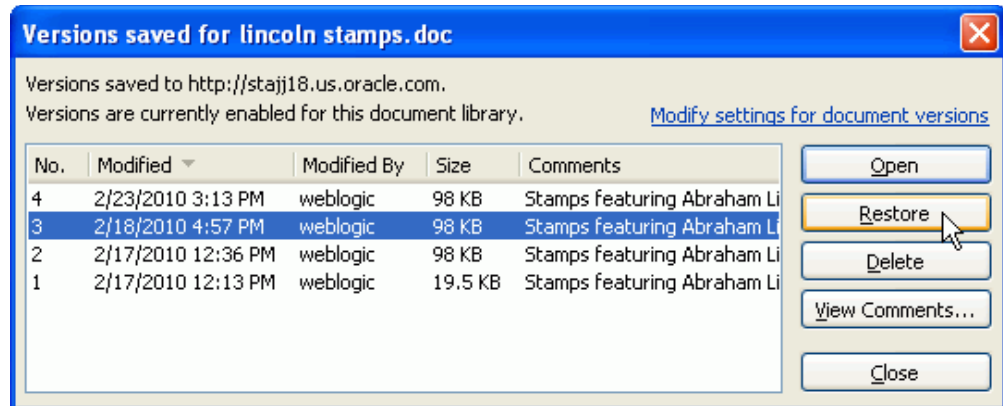 Versions saved for lincoln stamps.doc
Versions saved to http://stajj18.us.oracle.com.
Versions are currently enabled for this document library. Modify settings for document versions
No. Modified Modified By Size Comments
4 2/23/2010 3:13 PM weblogic 98 KB Stamps featuring Abraham Li
3 2/18/2010 4:57 PM weblogic 98 KB Stamps featuring Abraham Li
2 2/17/2010 12:36 PM weblogic 98 KB Stamps featuring Abraham Li
1 2/17/2010 12:13 PM weblogic 19.5 KB Stamps featuring Abraham Li
Open
Restore
Delete
View Comments...
Close